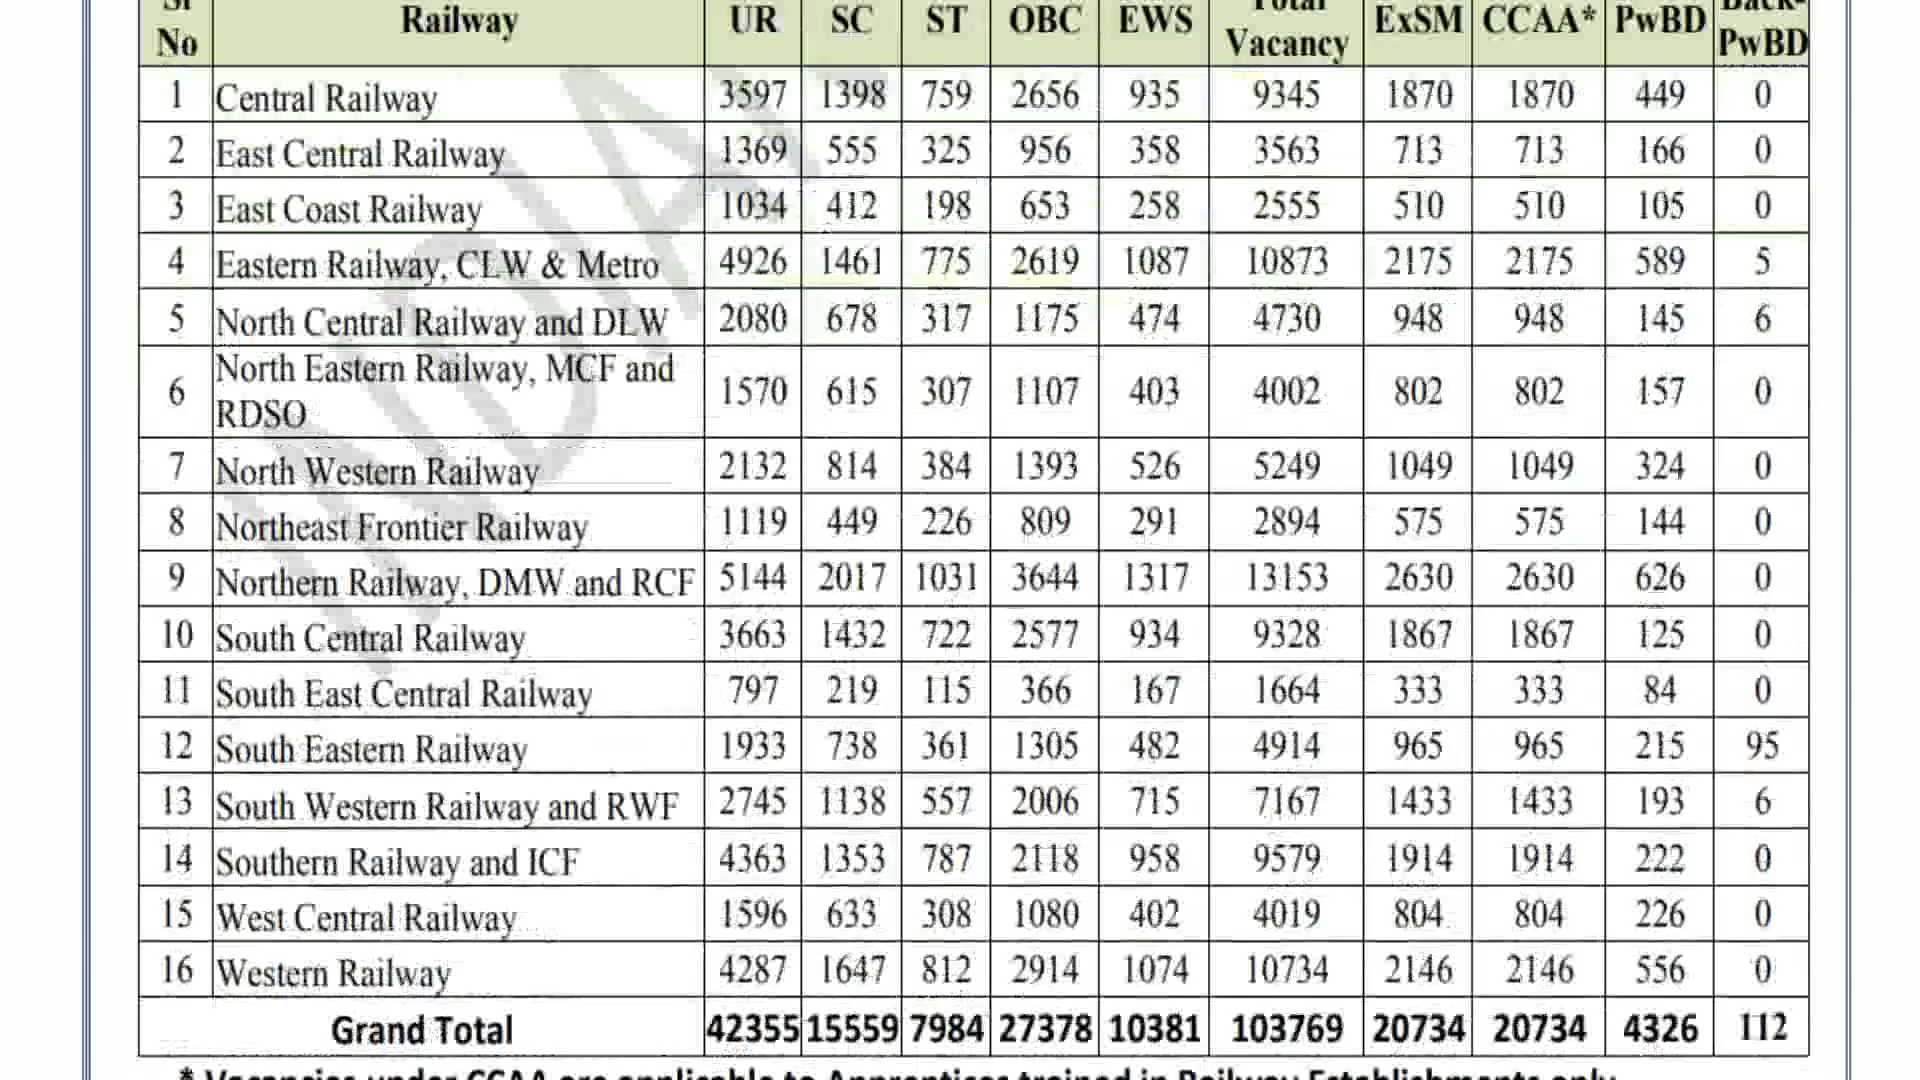 Sr No Railway UR SC ST OBC EWS Total Vacancy ExSM CCAA* PwBD Back- PwBD
1 Central Railway 3597 1398 759 2656 935 9345 1870 1870 449 0
2 East Central Railway 1369 555 325 956 358 3563 713 713 166 0
3 East Coast Railway 1034 412 198 653 258 2555 510 510 105 0
4 Eastern Railway, CLW & Metro 4926 1461 775 2619 1087 10873 2175 2175 589 5
5 North Central Railway and DLW 2080 678 317 1175 474 4730 948 948 145 6
6 North Eastern Railway, MCF and RDSO 1570 615 307 1107 403 4002 802 802 157 0
7 North Western Railway 2132 814 384 1393 526 5249 1049 1049 324 0
8 Northeast Frontier Railway 1119 449 226 809 291 2894 575 575 144 0
9 Northern Railway, DMW and RCF 5144 2017 1031 3644 1317 13153 2630 2630 626 0
10 South Central Railway 3663 1432 722 2577 934 9328 1867 1867 125 0
11 South East Central Railway 797 219 115 366 167 1664 333 333 84 0
12 South Eastern Railway 1933 738 361 1305 482 4914 965 965 215 95
13 South Western Railway and RWF 2745 1138 557 2006 715 7167 1433 1433 193 6
14 Southern Railway and ICF 4363 1353 787 2118 958 9579 1914 1914 222 0
15 West Central Railway 1596 633 308 1080 402 4019 804 804 226 0
16 Western Railway 4287 1647 812 2914 1074 10734 2146 2146 556 0
Grand Total 42355 15559 7984 27378 10381 103769 20734 20734 4326 112
* Vacancies under CCAA are applicable to Apprentices trained in Railway Establishments only